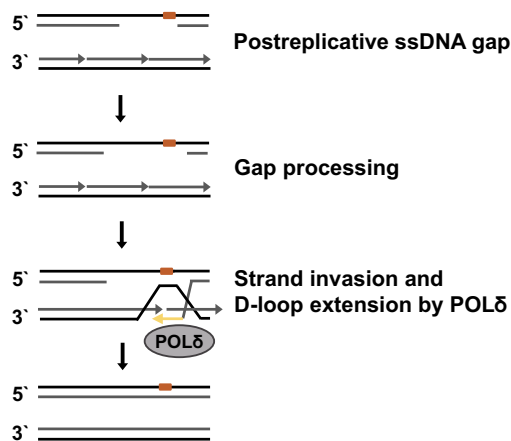 5`
Postreplicative ssDNA gap
3`
5`
Gap processing
3`
5`
Strand invasion and
D-loop extension by POLδ
3`
POLδ
5`
3`